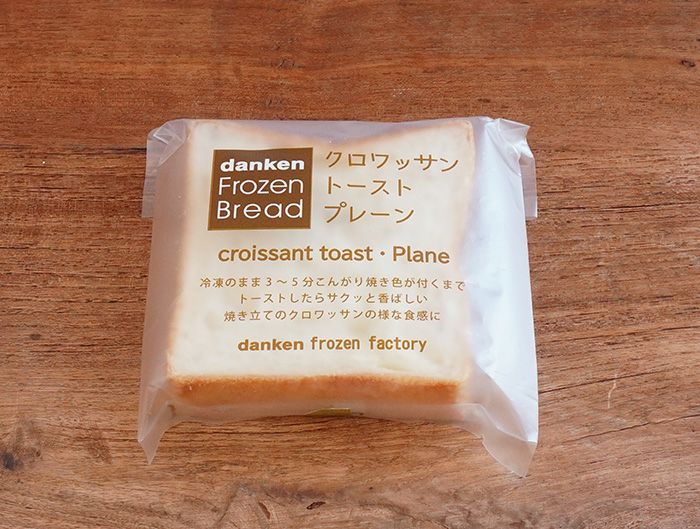 danken
Frozen
Bread
クロワッサン
トースト
プレーン
croissant toast・Plane
冷凍のまま3～5分こんがり焼き色が付くまで
トーストしたらサクッと香ばしい
焼き立てのクロワッサンの様な食感に
danken frozen factory